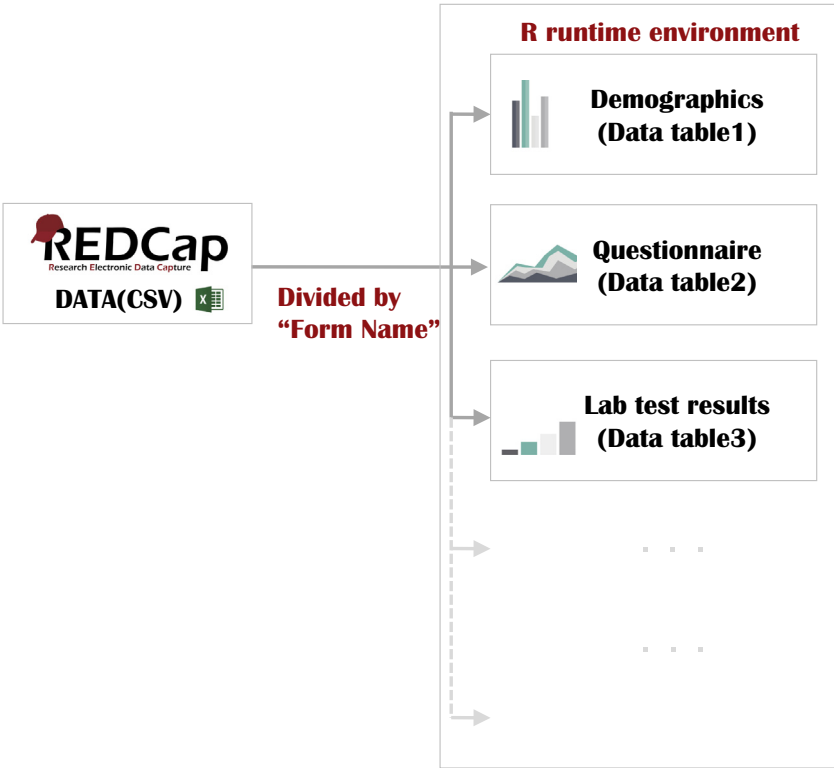 R runtime environment
Demographics
(Data table1)
REDCap
Research Electronic Data Capture
DATA(CSV)
Divided by
“Form Name”
Questionnaire
(Data table2)
Lab test results
(Data table3)
. . .
. . .